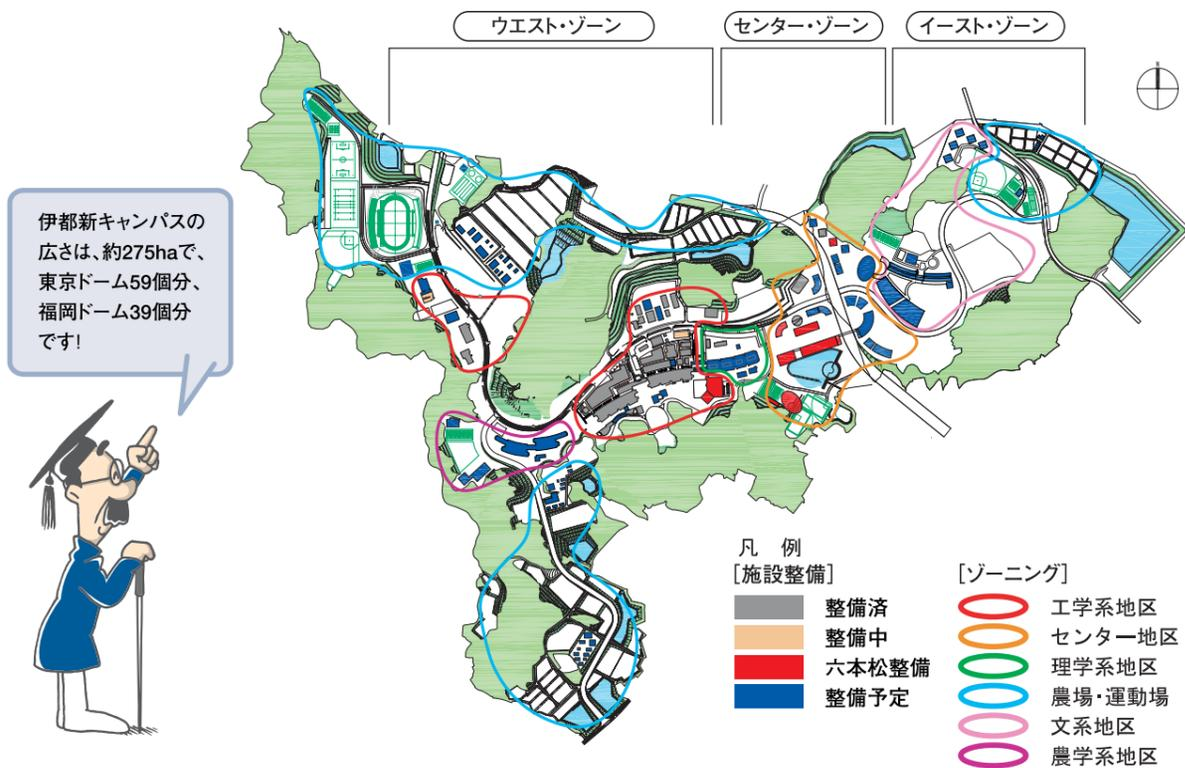 ウエスト・ゾーン
センター・ゾーン
イースト・ゾーン
N
伊都新キャンパスの
広さは、約275haで、
東京ドーム59個分、
福岡ドーム39個分
です!
凡 例
[施設整備]
整備済
整備中
六本松整備
整備予定
[ゾーニング]
工学系地区
センター地区
理学系地区
農場・運動場
文系地区
農学系地区